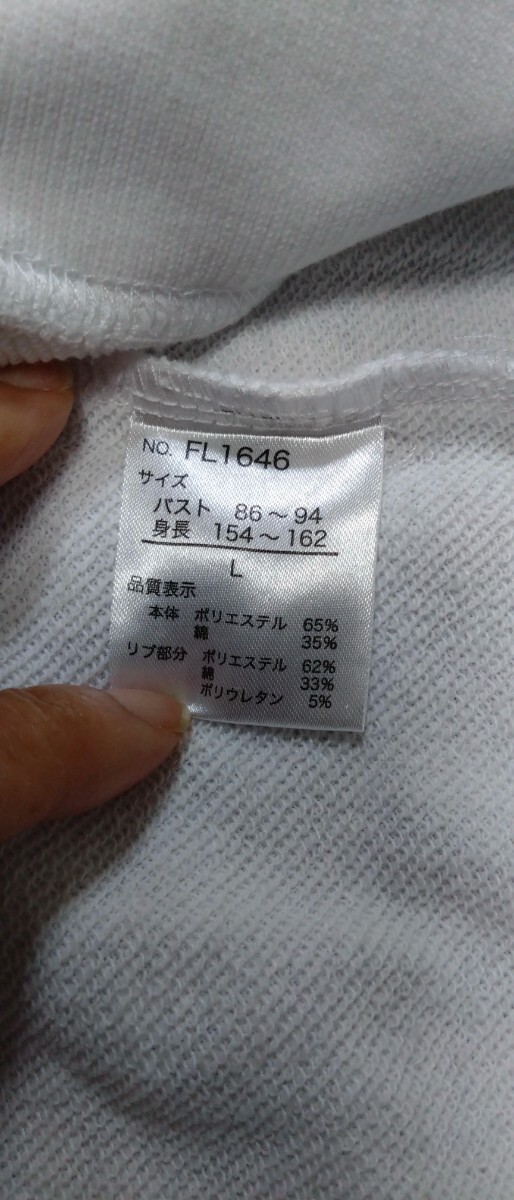 NO. FL1646
サイズ
バスト 86～94
身長 154～162
L
品質表示
本体 ポリエステル 65%
綿 35%
リブ部分 ポリエステル 62%
綿 33%
ポリウレタン 5%